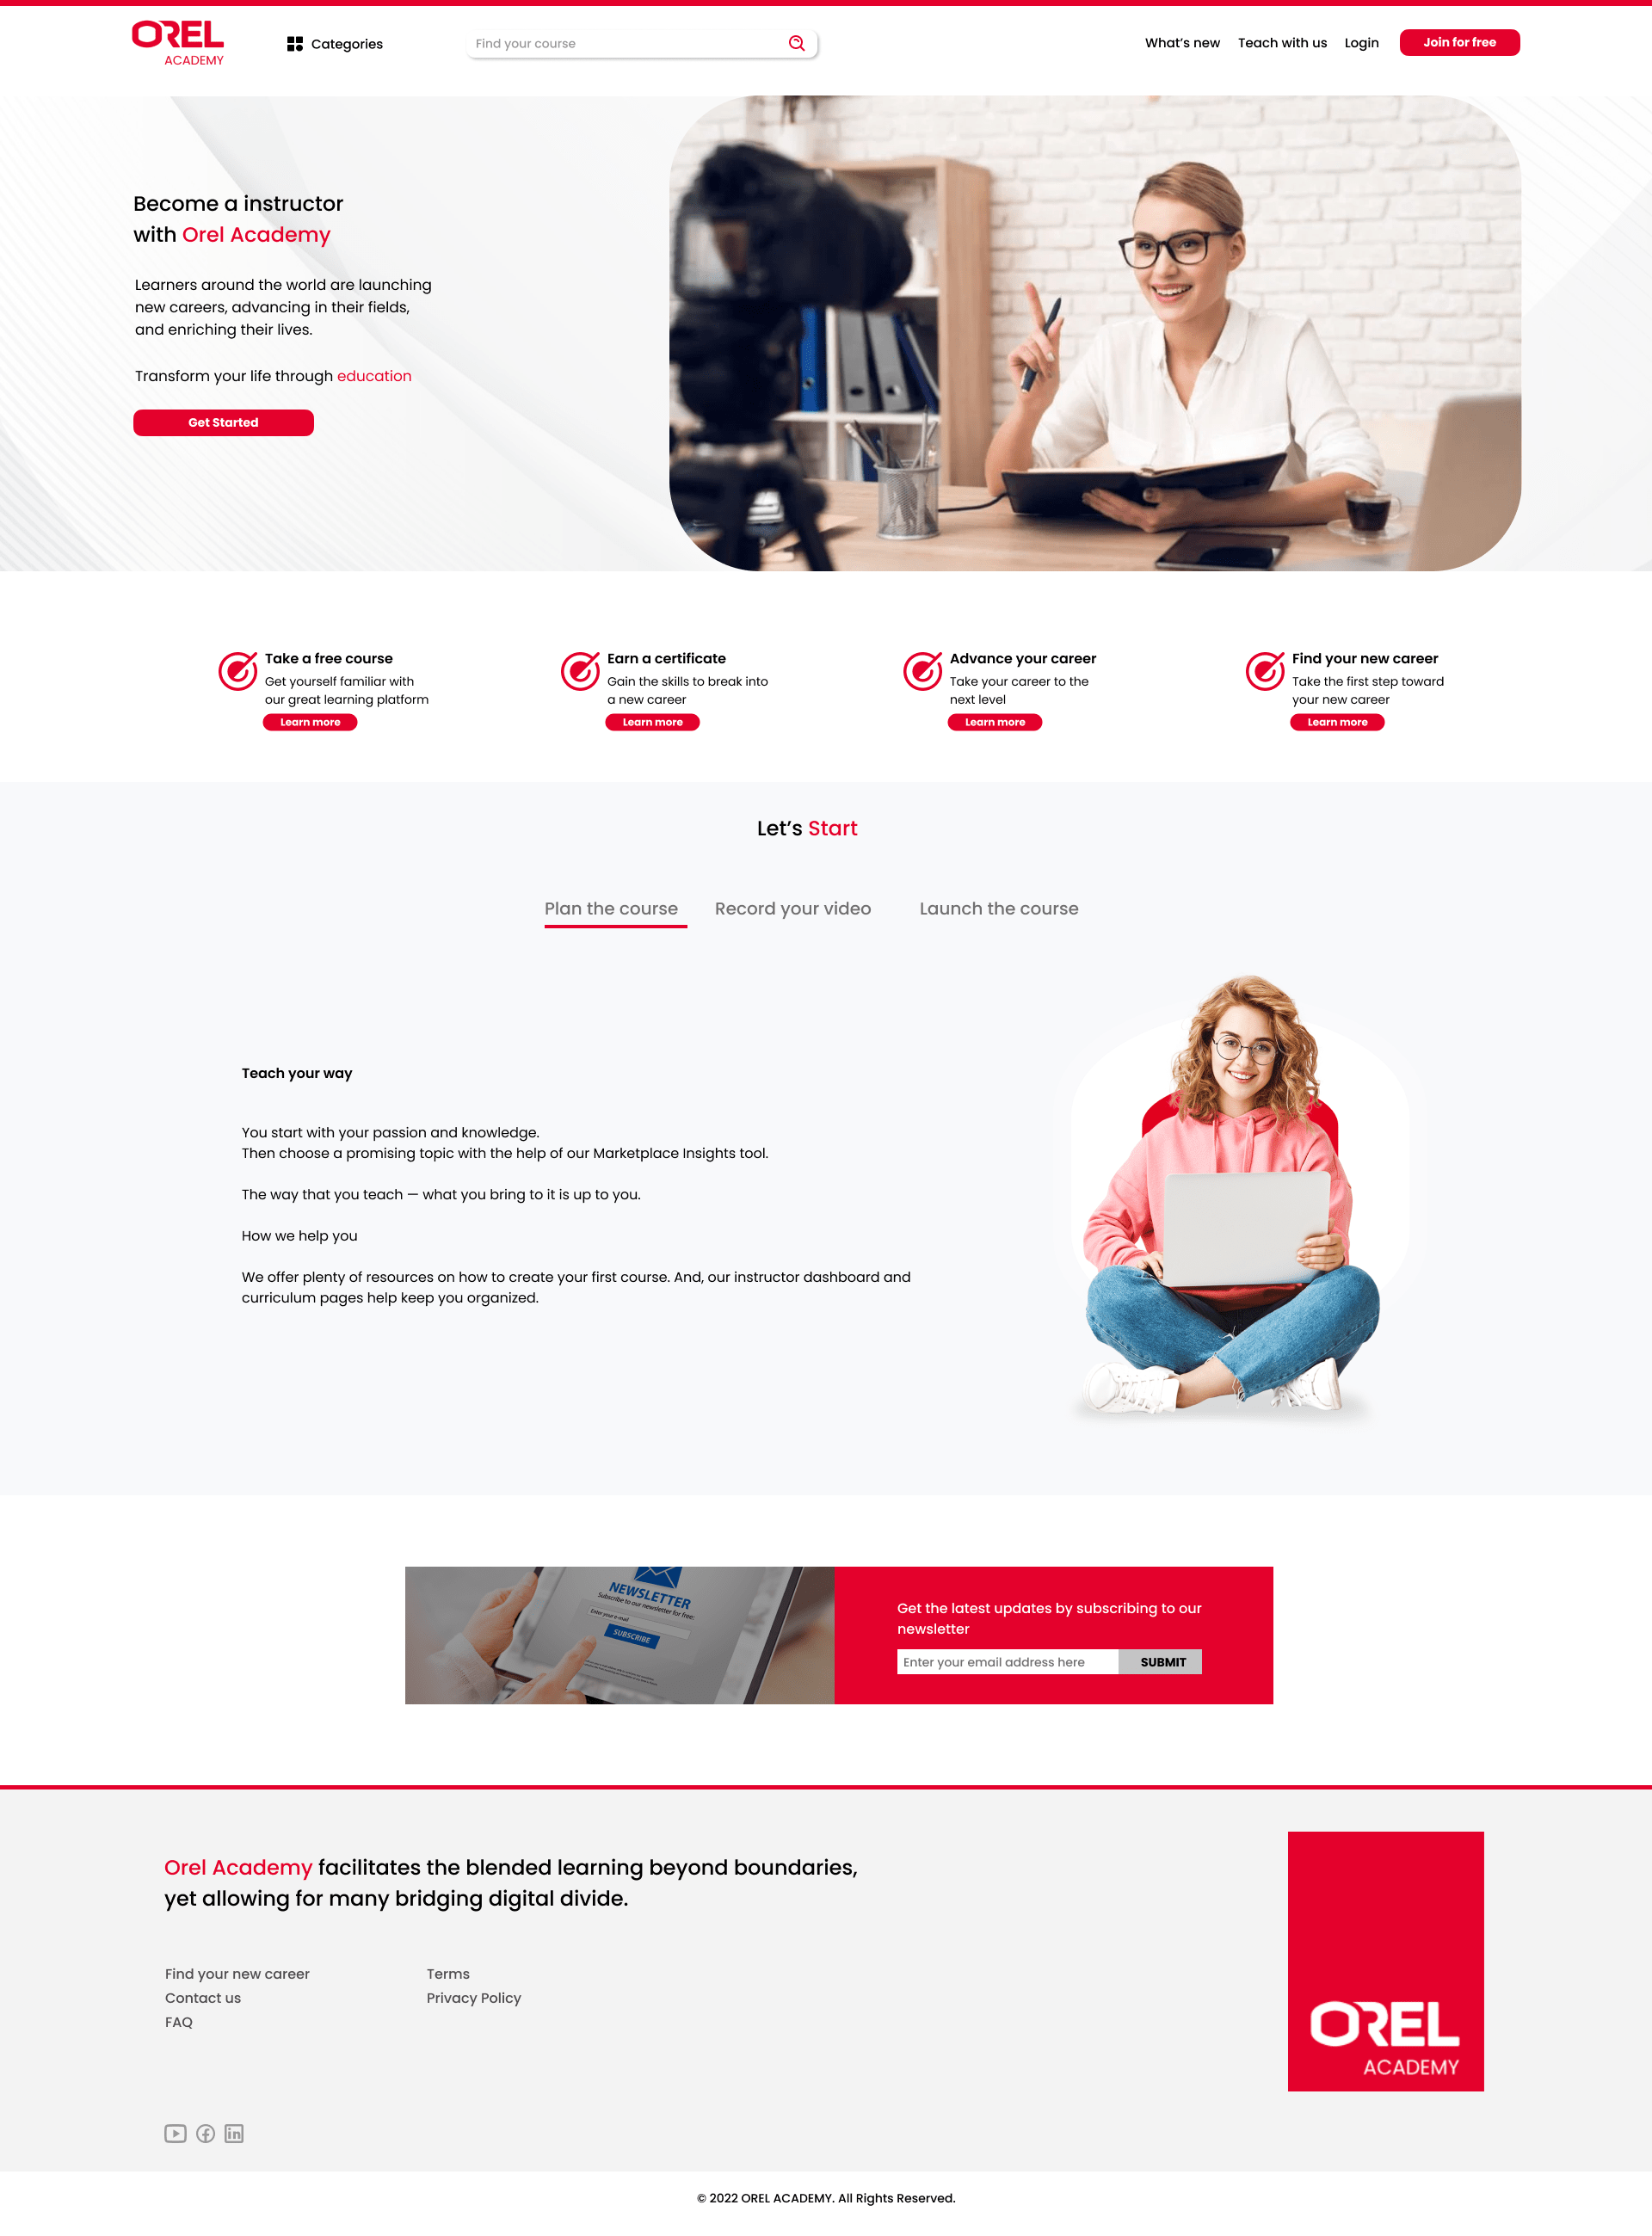 OREL
ACADEMY
Categories
Find your course
What's new
Teach with us
Login
Join for free
Become a instructor
with Orel Academy
Learners around the world are launching
new careers, advancing in their fields,
and enriching their lives.
Transform your life through education
Get Started
Take a free course
Get yourself familiar with
our great learning platform
Learn more
Earn a certificate
Gain the skills to break into
a new career
Learn more
Advance your career
Take your career to the
next level
Learn more
Find your new career
Take the first step toward
your new career
Learn more
Let's Start
Plan the course
Record your video
Launch the course
Teach your way
You start with your passion and knowledge.
Then choose a promising topic with the help of our Marketplace Insights tool.
The way that you teach — what you bring to it is up to you.
How we help you
We offer plenty of resources on how to create your first course. And, our instructor dashboard and
curriculum pages help keep you organized.
NEWSLETTER
Subscribe to our newsletter for free:
Enter your e-mail
SUBSCRIBE
Get the latest updates by subscribing to our
newsletter
Enter your email address here
SUBMIT
Orel Academy facilitates the blended learning beyond boundaries,
yet allowing for many bridging digital divide.
Find your new career
Contact us
FAQ
Terms
Privacy Policy
OREL
ACADEMY
© 2022 OREL ACADEMY. All Rights Reserved.